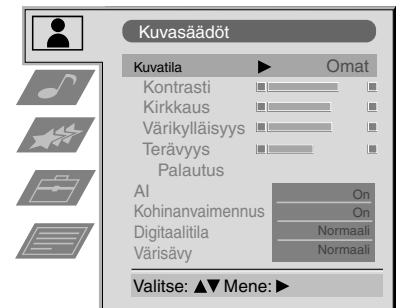 Kuvasäädöt
Kuvatila ▶ Omat
Kontrasti
Kirkkaus
Värikylläisyys
Terävyys
Palautus
AI On
Kohinanvaimennus On
Digitaalitila Normaali
Värisävy Normaali
Valitse: ▲▼ Mene: ▶